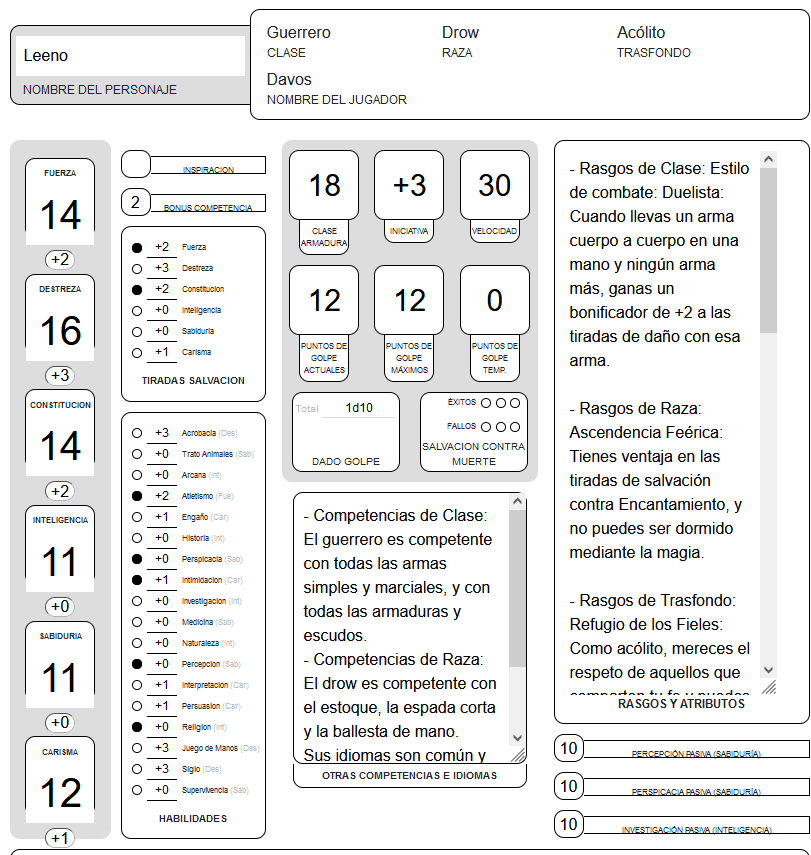 Leeno
NOMBRE DEL PERSONAJE
Guerrero
CLASE
Drow
RAZA
Acólito
TRASFONDO
Davos
NOMBRE DEL JUGADOR
FUERZA
14
+2
DESTREZA
16
+3
CONSTITUCION
14
+2
INTELIGENCIA
11
+0
SABIDURIA
11
+0
CARISMA
12
+1
INSPIRACION
2
BONUS COMPETENCIA
+2 Fuerza
+3 Destreza
+2 Constitucion
+0 Inteligencia
+0 Sabiduria
+1 Carisma
TIRADAS SALVACION
+3 Acrobacia (Des)
+0 Trato Animales (Sab)
+0 Arcana (Int)
+2 Atletismo (Fue)
+1 Engaño (Car)
+0 Historia (Int)
+0 Perspicacia (Sab)
+1 Intimidacion (Car)
+0 Investigacion (Int)
+0 Medicina (Sab)
+0 Naturaleza (Int)
+0 Percepcion (Sab)
+1 Interpretacion (Car)
+1 Persuasion (Car)
+0 Religion (Int)
+3 Juego de Manos (Des)
+3 Sigilo (Des)
+0 Supervivencia (Sab)
HABILIDADES
18
CLASE
ARMADURA
+3
INICIATIVA
30
VELOCIDAD
12
PUNTOS DE
GOLPE
ACTUALES
12
PUNTOS DE
GOLPE
MÁXIMOS
0
PUNTOS DE
GOLPE
TEMP.
Total 1d10
DADO GOLPE
ÉXITOS
FALLOS
SALVACION CONTRA
MUERTE
- Competencias de Clase:
El guerrero es competente
con todas las armas
simples y marciales, y con
todas las armaduras y
escudos.
- Competencias de Raza:
El drow es competente con
el estoque, la espada corta
y la ballesta de mano.
Sus idiomas son común y
OTRAS COMPETENCIAS E IDIOMAS
- Rasgos de Clase: Estilo
de combate: Duelista:
Cuando llevas un arma
cuerpo a cuerpo en una
mano y ningún arma
más, ganas un
bonificador de +2 a las
tiradas de daño con esa
arma.
- Rasgos de Raza:
Ascendencia Feérica:
Tienes ventaja en las
tiradas de salvación
contra Encantamiento, y
no puedes ser dormido
mediante la magia.
- Rasgos de Trasfondo:
Refugio de los Fieles:
Como acólito, mereces el
respeto de aquellos que
comparten tu fe y puedes
RASGOS Y ATRIBUTOS
10
PERCEPCIÓN PASIVA (SABIDURÍA)
10
PERSPICACIA PASIVA (SABIDURÍA)
10
INVESTIGACIÓN PASIVA (INTELIGENCIA)